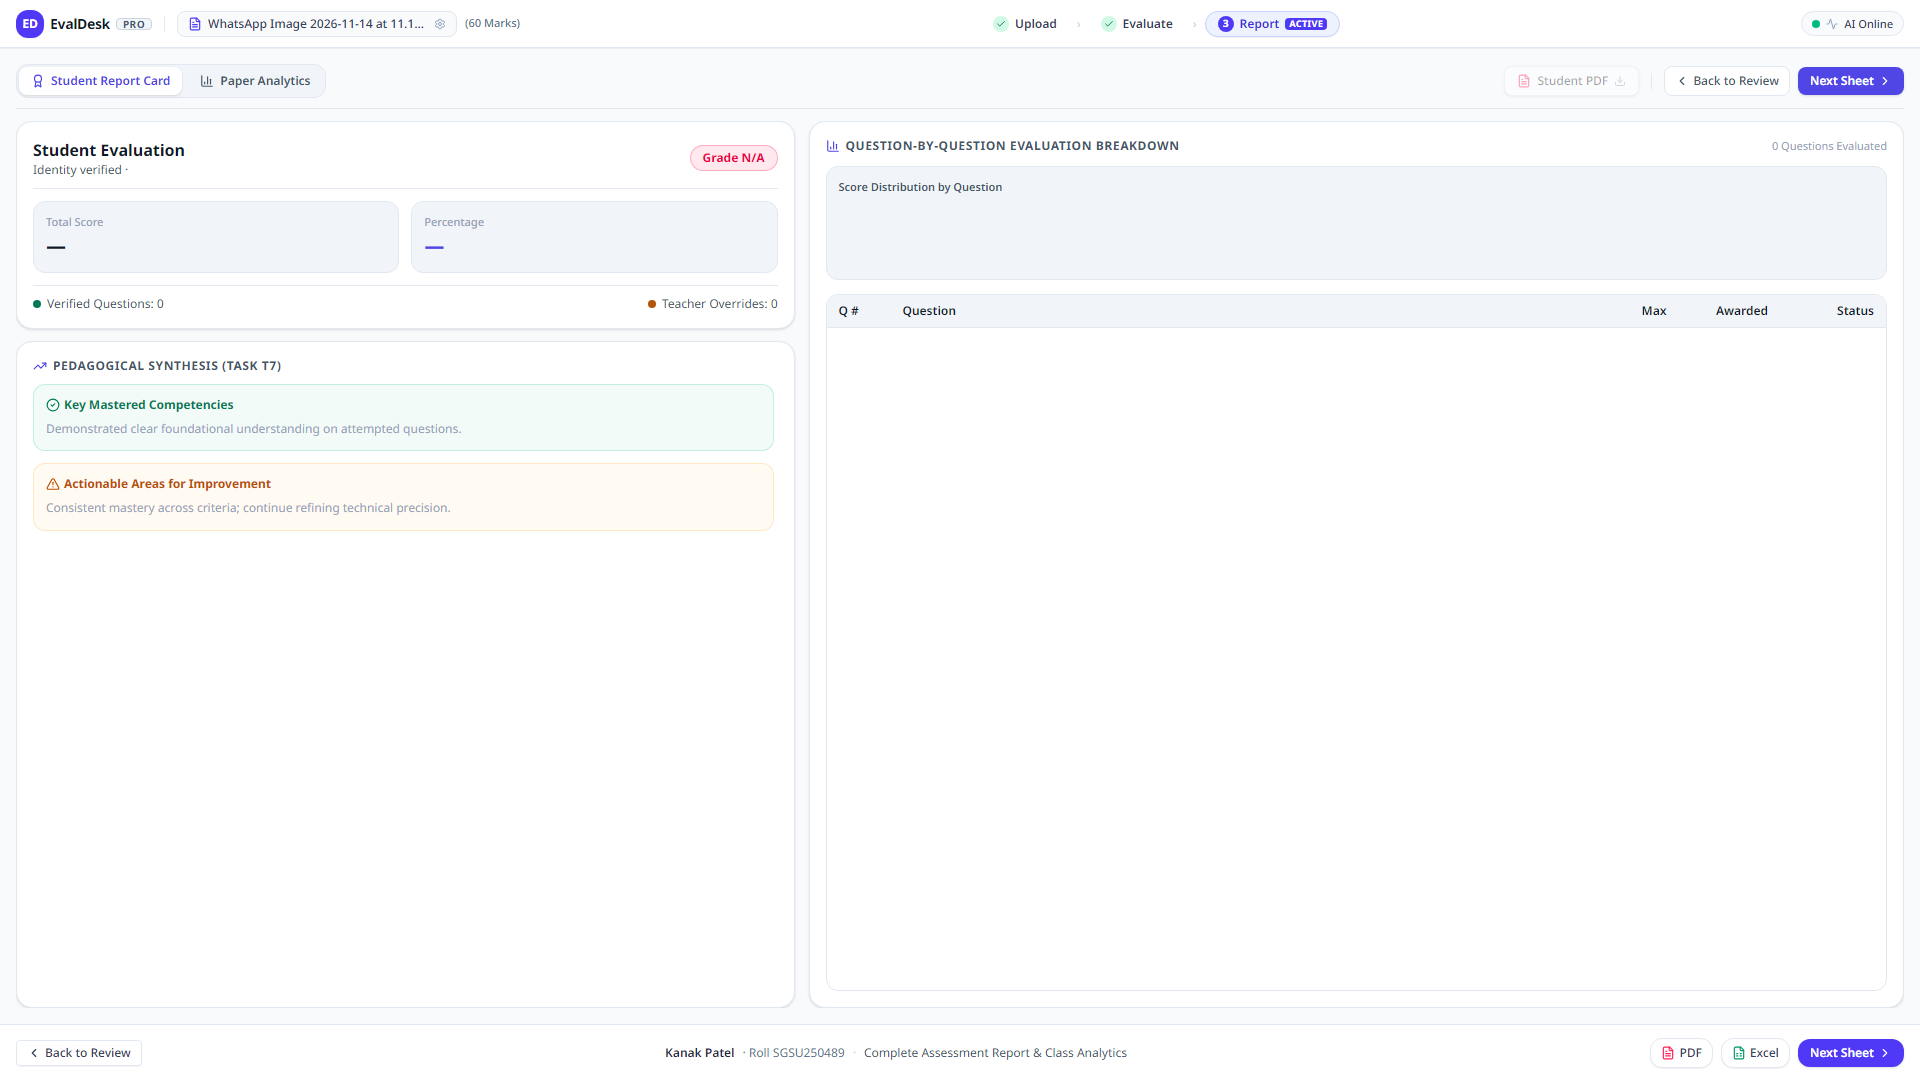 ED EvalDesk PRO
WhatsApp Image 2026-11-14 at 11.1...
(60 Marks)
Upload
Evaluate
3 Report ACTIVE
AI Online
Student Report Card
Paper Analytics
Student PDF
Back to Review
Next Sheet
Student Evaluation
Identity verified ·
Grade N/A
Total Score
—
Percentage
—
Verified Questions: 0
Teacher Overrides: 0
PEDAGOGICAL SYNTHESIS (TASK T7)
Key Mastered Competencies
Demonstrated clear foundational understanding on attempted questions.
Actionable Areas for Improvement
Consistent mastery across criteria; continue refining technical precision.
QUESTION-BY-QUESTION EVALUATION BREAKDOWN
0 Questions Evaluated
Score Distribution by Question
Q # Question Max Awarded Status
Back to Review
Kanak Patel · Roll SGSU250489 · Complete Assessment Report & Class Analytics
PDF
Excel
Next Sheet